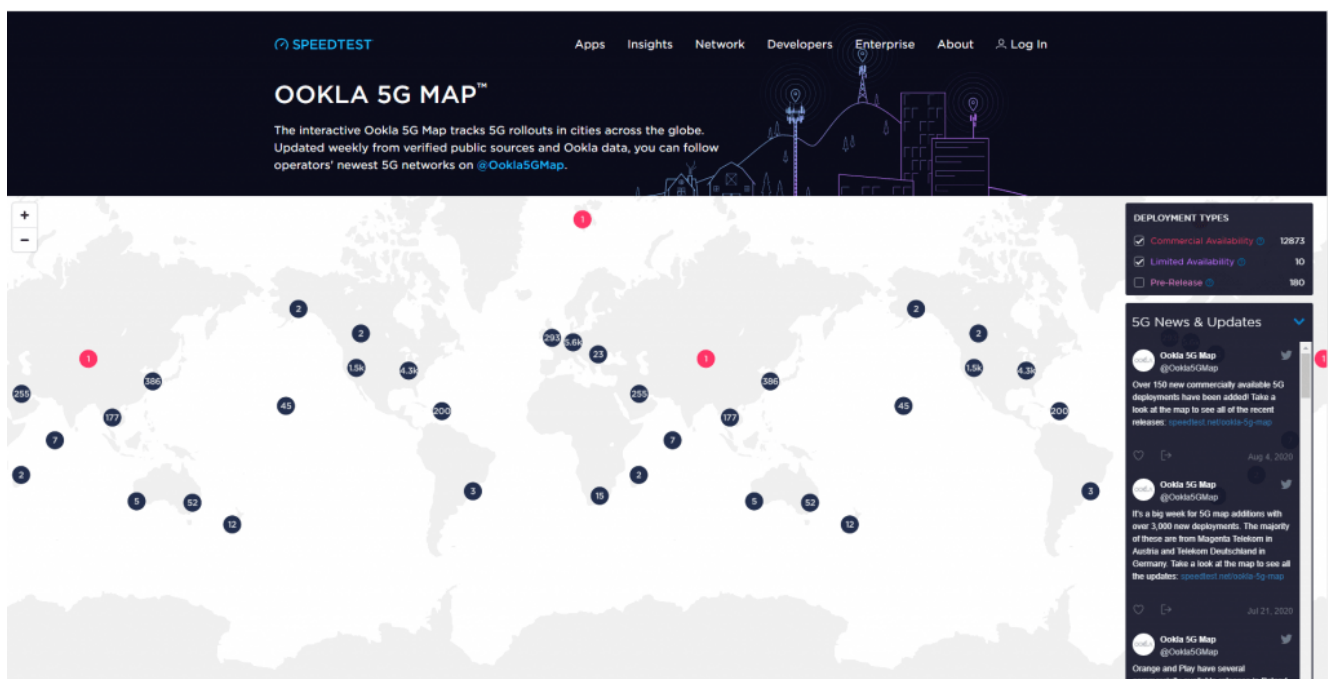 SPEEDTEST
Apps Insights Network Developers Enterprise About Log In
OOKLA 5G MAP™
The interactive Ookla 5G Map tracks 5G rollouts in cities across the globe.
Updated weekly from verified public sources and Ookla data, you can follow
operators' newest 5G networks on @Ookla5GMap.
+
−
1
2
2
2
2
293
5.6k
23
1
1.5k
4.3k
386
1
1.5k
4.3k
386
1
255
177
45
200
255
177
45
200
7
7
2
2
5
52
3
15
5
52
3
12
12
DEPLOYMENT TYPES
Commercial Availability 12873
Limited Availability 10
Pre-Release 180
5G News & Updates
Ookla 5G Map
@Ookla5GMap
Over 150 new commercially available 5G
deployments have been added! Take a
look at the map to see all of the recent
releases: speedtest.net/ookla-5g-map
Aug 4, 2020
Ookla 5G Map
@Ookla5GMap
It's a big week for 5G map additions with
over 3,000 new deployments. The majority
of these are from Magenta Telekom in
Austria and Telekom Deutschland in
Germany. Take a look at the map to see all
the updates: speedtest.net/ookla-5g-map
Jul 21, 2020
Ookla 5G Map
@Ookla5GMap
Orange and Play have several